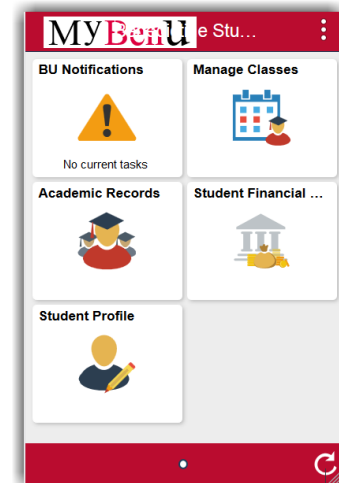 MyBenU
e Stu…
BU Notifications
No current tasks
Manage Classes
Academic Records
Student Financial ...
Student Profile